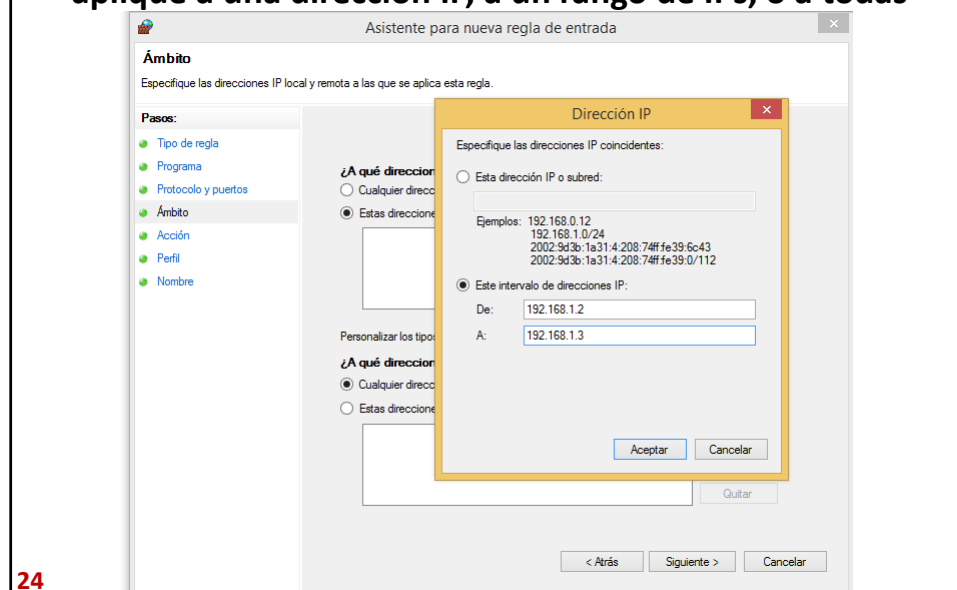 aplique a una dirección IP, a un rango de IPs, o a todas
Asistente para nueva regla de entrada
Ámbito
Especifique las direcciones IP local y remota a las que se aplica esta regla.
Pasos:
Tipo de regla
Programa
Protocolo y puertos
Ámbito
Acción
Perfil
Nombre
¿A qué direccion
Cualquier direcc
Estas direccione
Personalizar los tipo
¿A qué direccion
Cualquier direcc
Estas direccione
Dirección IP
Especifique las direcciones IP coincidentes:
Esta dirección IP o subred:
Ejemplos: 192.168.0.12
192.168.1.0/24
2002:9d3b:1a31:4:208:74ff:fe39:6c43
2002:9d3b:1a31:4:208:74ff:fe39:0/112
Este intervalo de direcciones IP:
De: 192.168.1.2
A: 192.168.1.3
Aceptar Cancelar
Quitar
< Atrás Siguiente > Cancelar
24